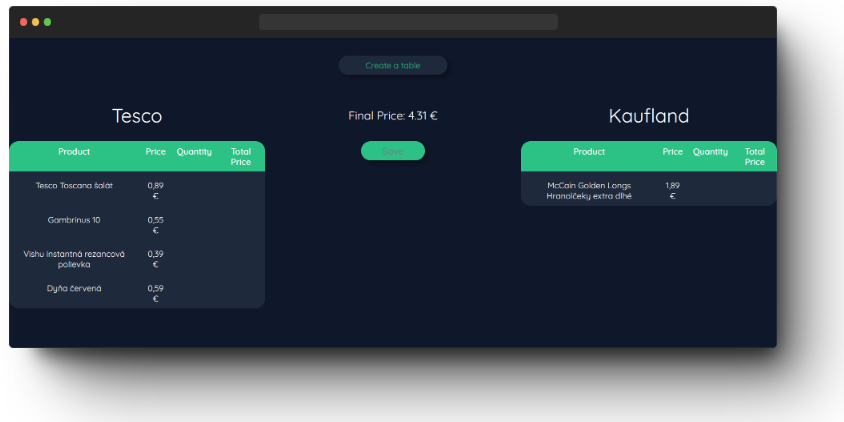 Create a table
Tesco
Final Price: 4.31 €
Kaufland
Save
Product Price Quantity Total
Price
Tesco Toscana šalát 0,89
€
Gambrinus 10 0,55
€
Vishu instantná rezancová
polievka 0,39
€
Dyňa červená 0,59
€
Product Price Quantity Total
Price
McCain Golden Longs
Hranolčeky extra dlhé 1,89
€